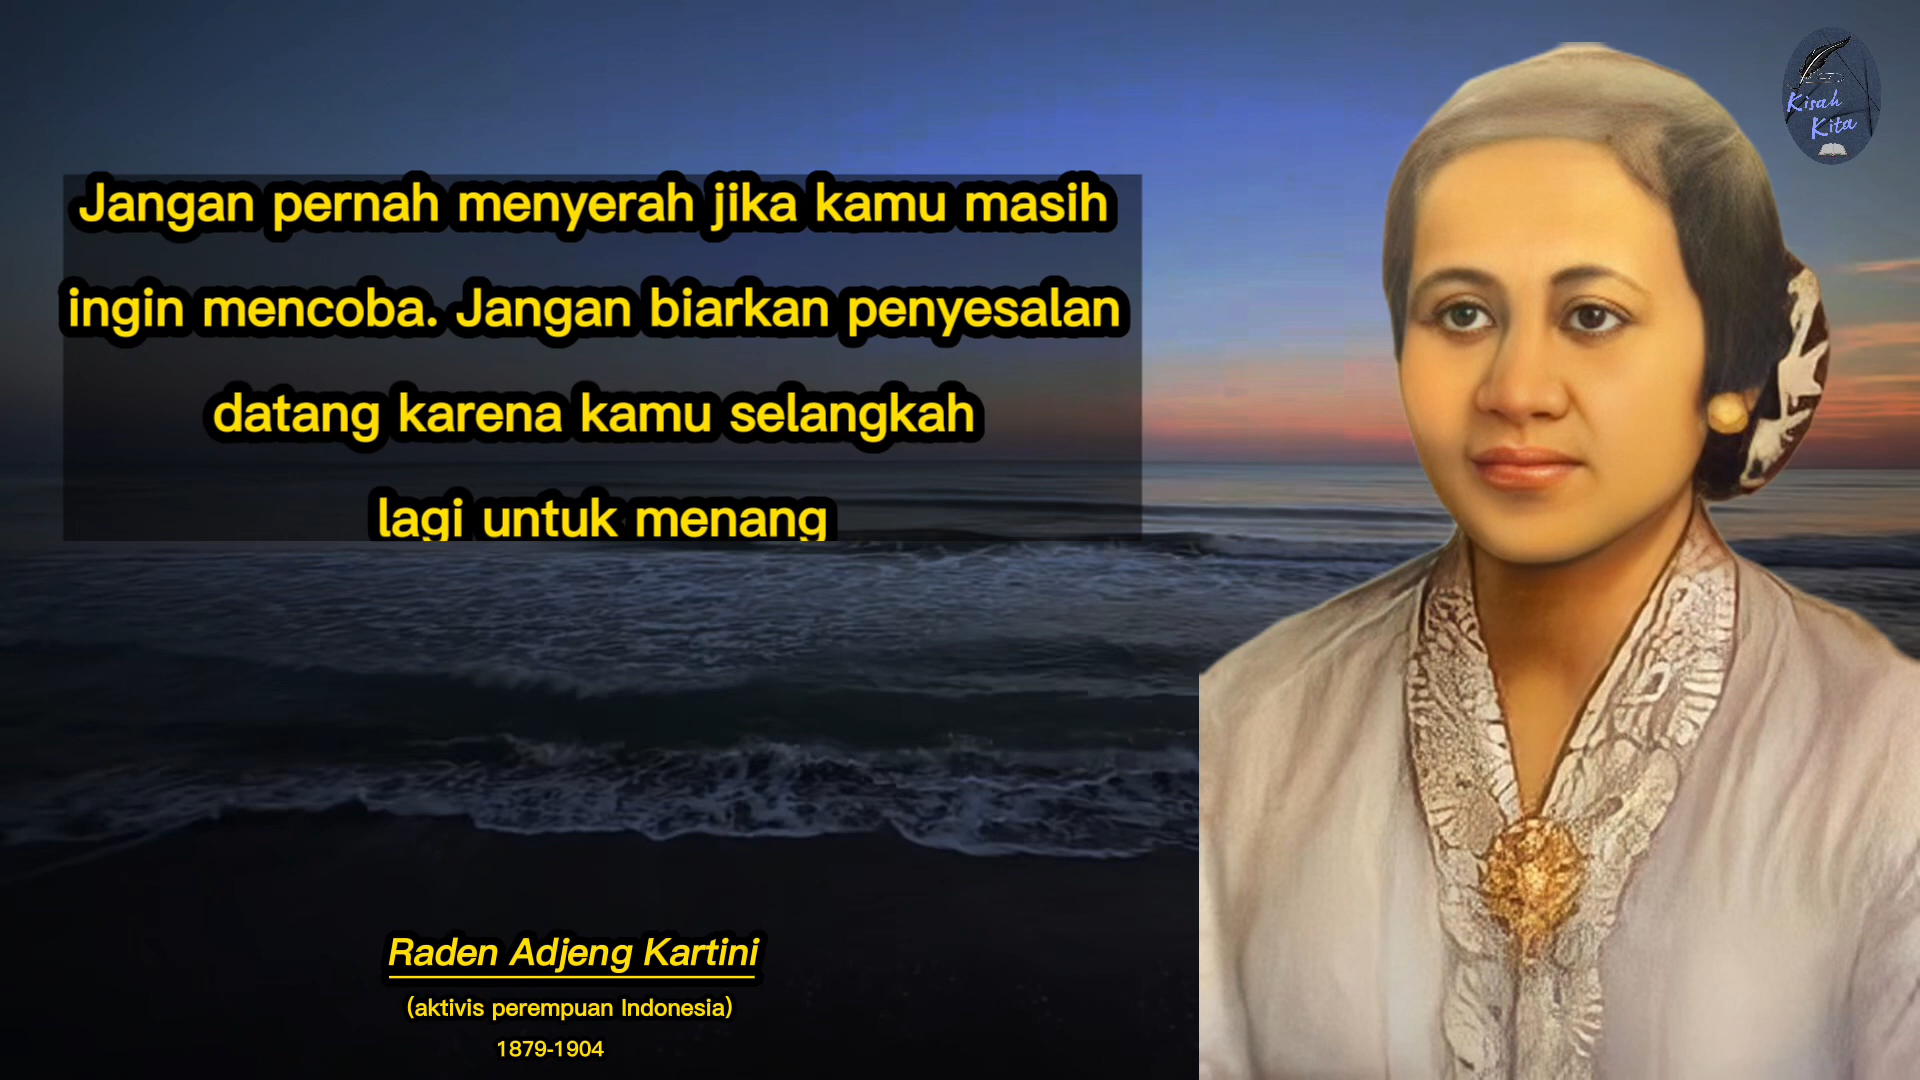 Kisah
Kita
Jangan pernah menyerah jika kamu masih
ingin mencoba. Jangan biarkan penyesalan
datang karena kamu selangkah
lagi untuk menang
Raden Adjeng Kartini
(aktivis perempuan Indonesia)
1879-1904